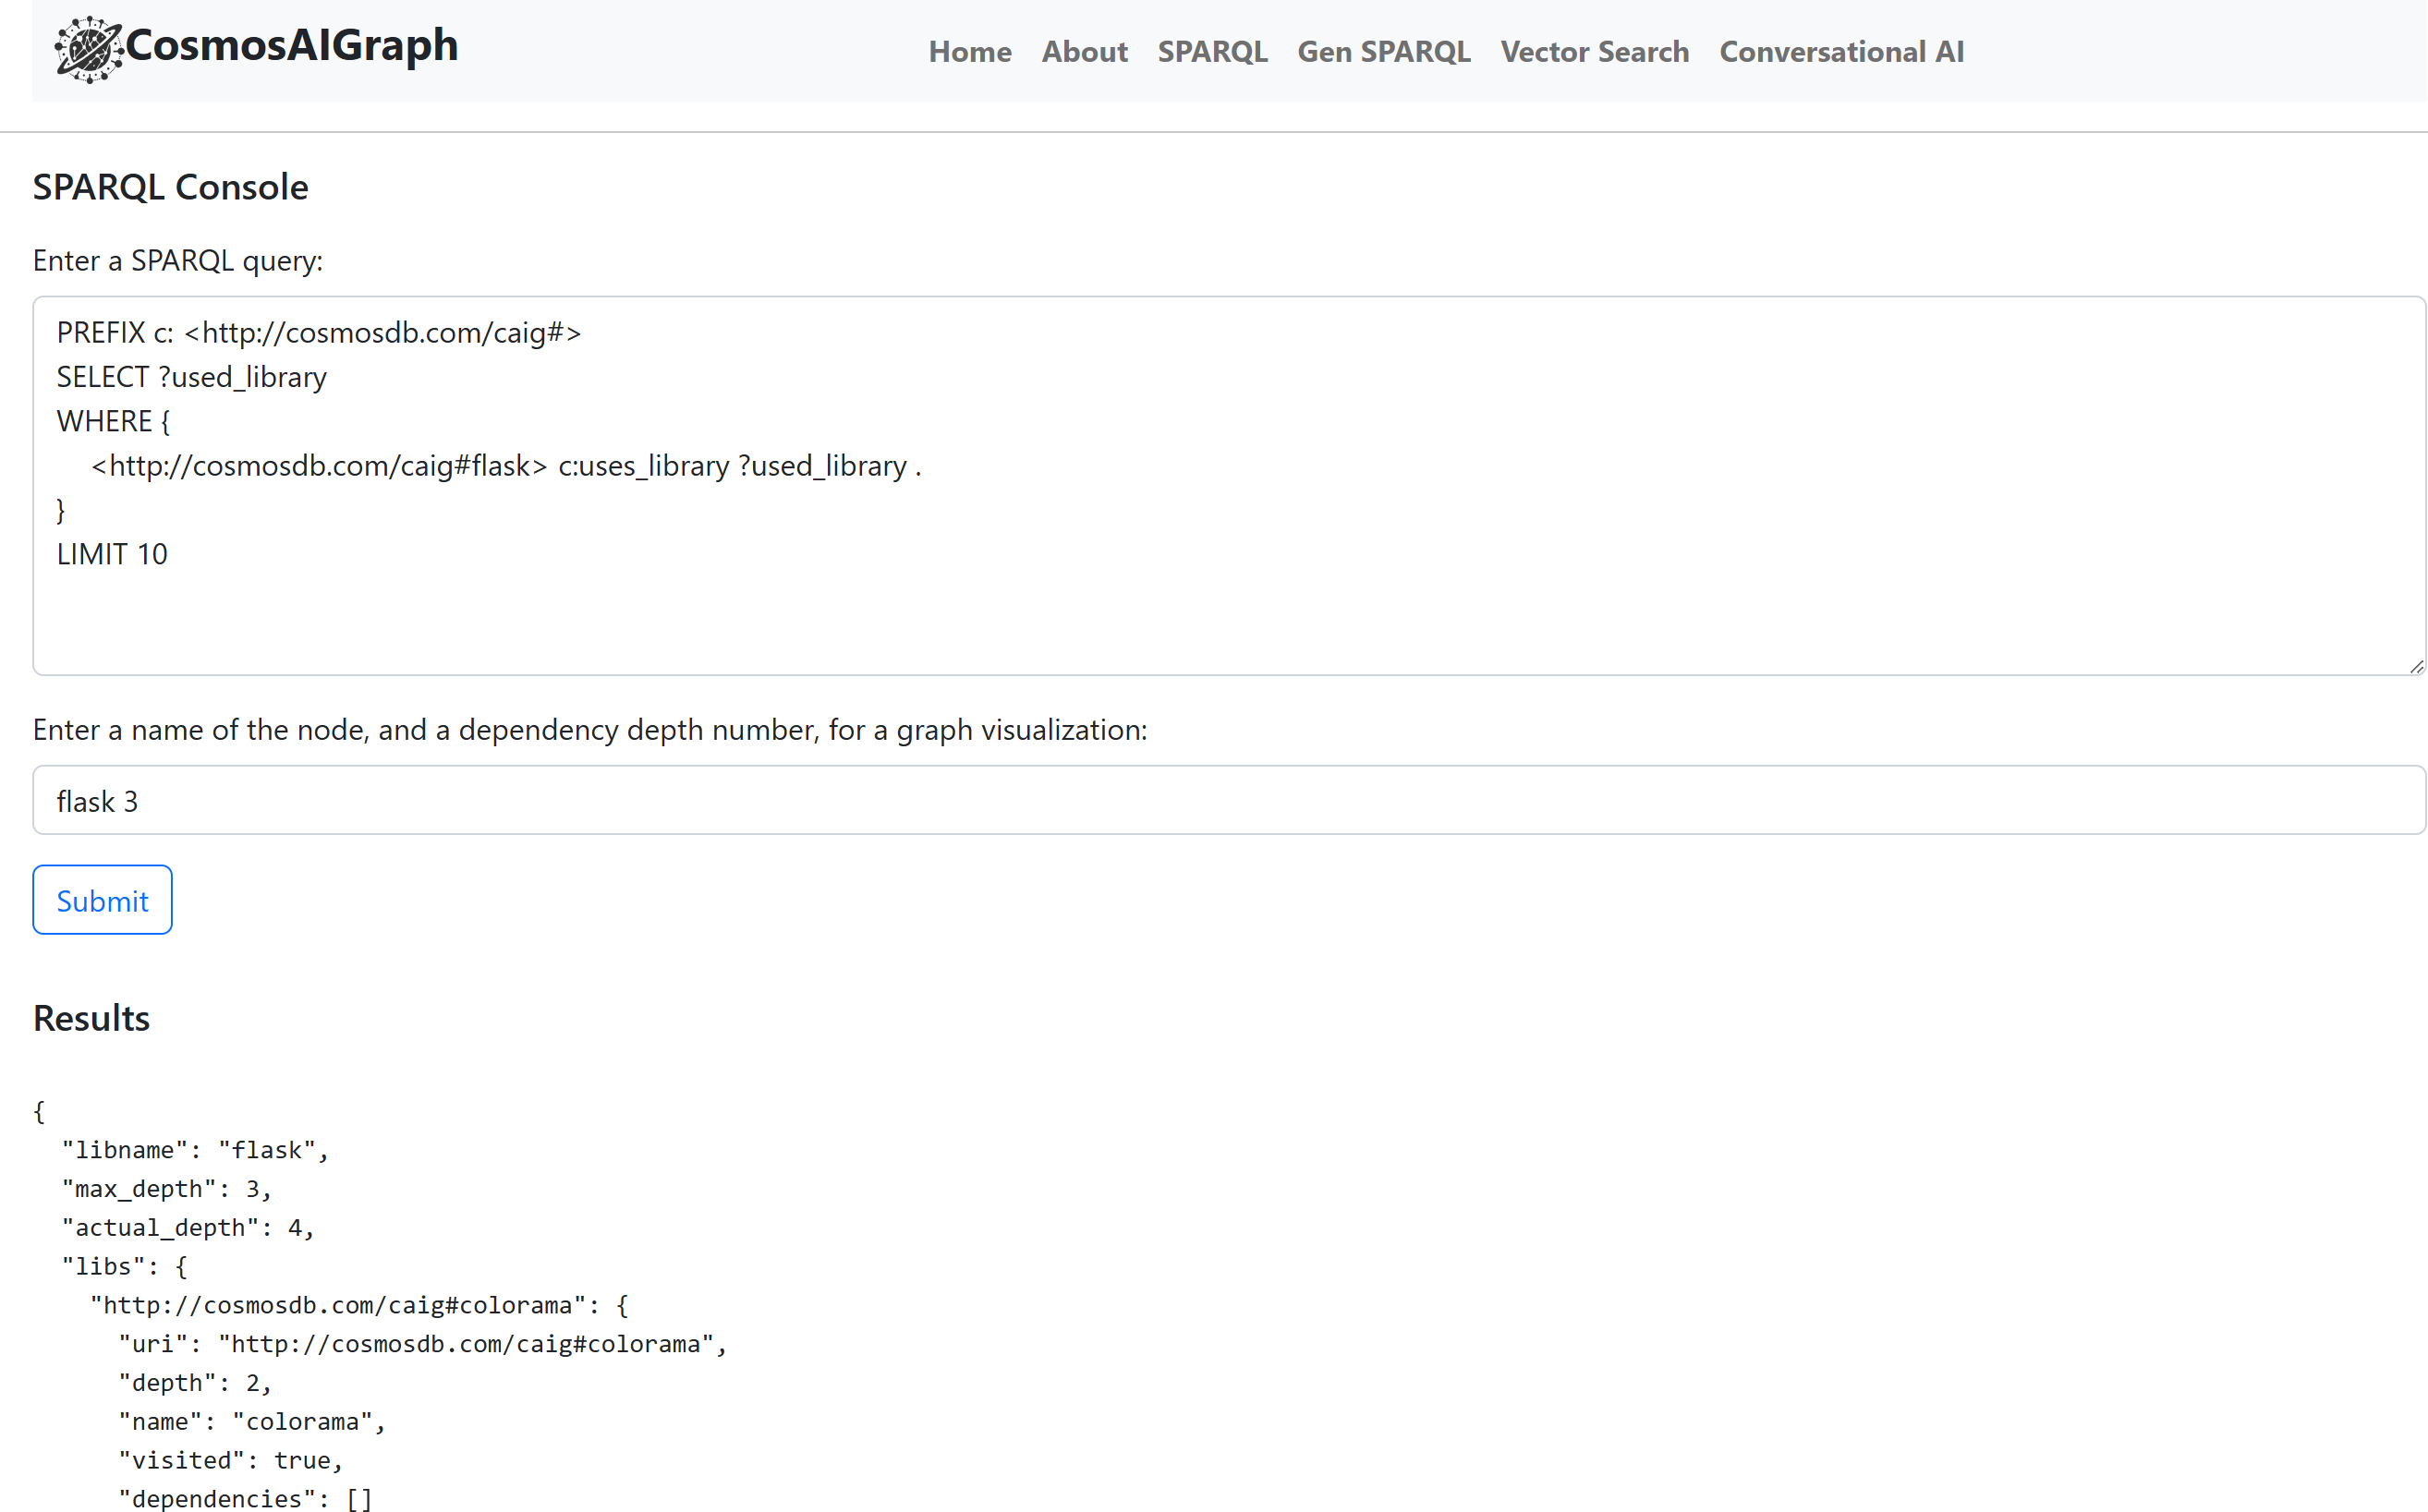 CosmosAIGraph
Home About SPARQL Gen SPARQL Vector Search Conversational AI
SPARQL Console
Enter a SPARQL query:
PREFIX c: <http://cosmosdb.com/caig#>
SELECT ?used_library
WHERE {
    <http://cosmosdb.com/caig#flask> c:uses_library ?used_library .
}
LIMIT 10
Enter a name of the node, and a dependency depth number, for a graph visualization:
flask 3
Submit
Results
{
  "libname": "flask",
  "max_depth": 3,
  "actual_depth": 4,
  "libs": {
    "http://cosmosdb.com/caig#colorama": {
      "uri": "http://cosmosdb.com/caig#colorama",
      "depth": 2,
      "name": "colorama",
      "visited": true,
      "dependencies": []